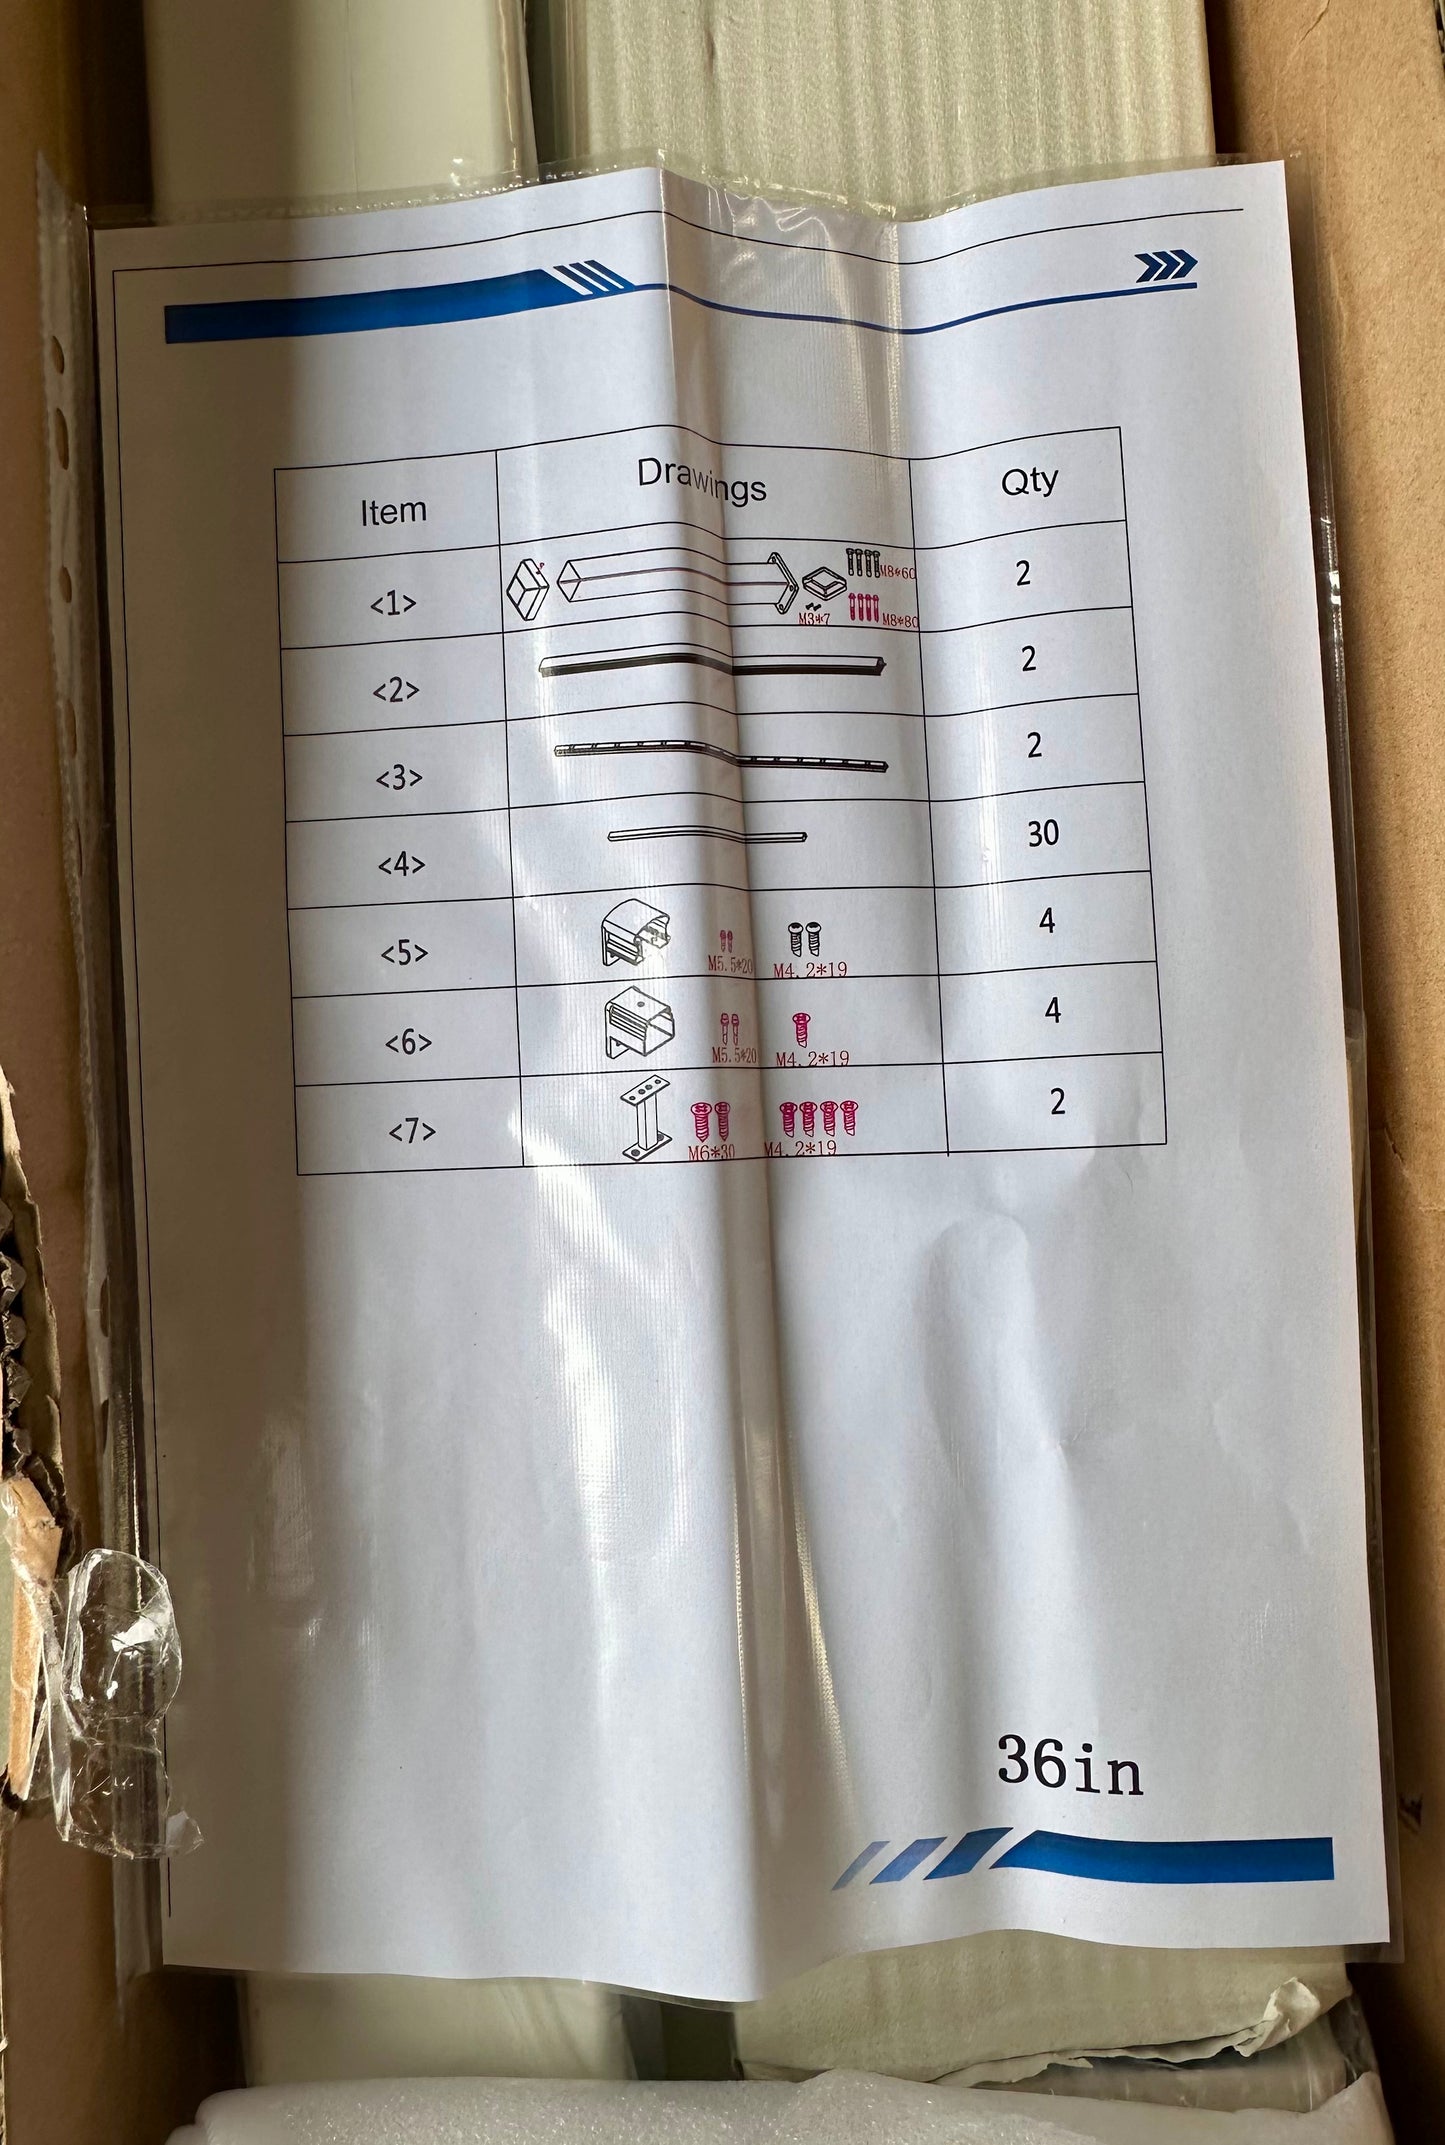 Item Drawings Qty
<1> M8*60 M3*7 M8*80 2
<2> 2
<3> 2
<4> 30
<5> M5.5*20 M4.2*19 4
<6> M5.5*20 M4.2*19 4
<7> M6*30 M4.2*19 2
36in